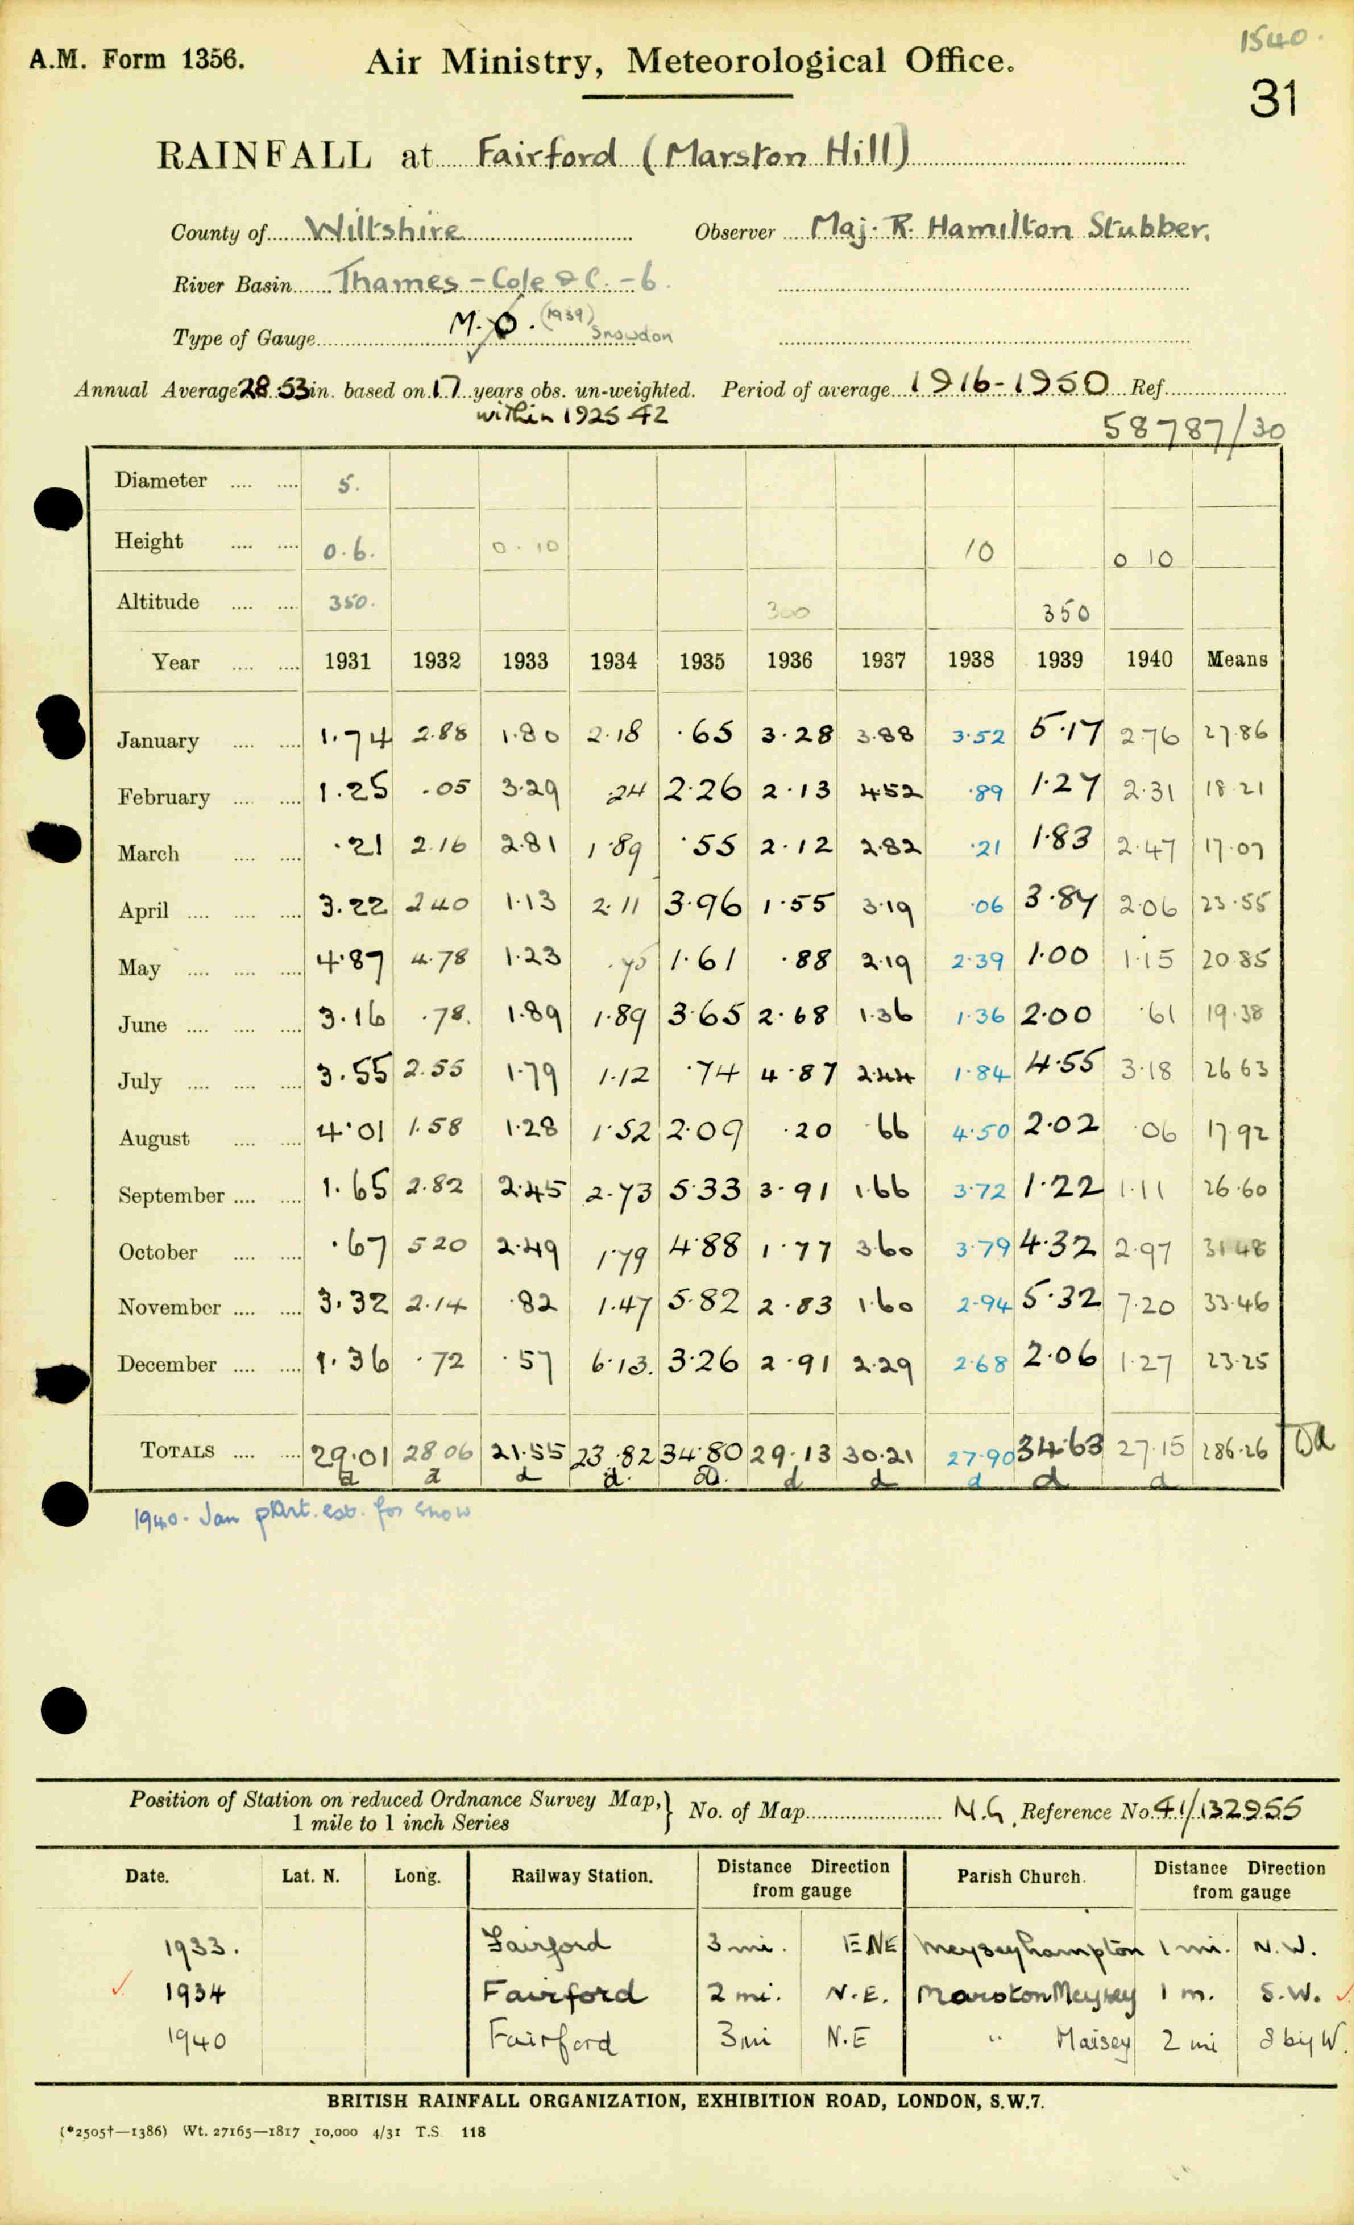 1540.
A.M. Form 1356. Air Ministry, Meteorological Office.
31
RAINFALL at Fairford (Marston Hill)
County of Wiltshire Observer Maj. R. Hamilton Stubber.
River Basin Thames - Cole & C. - 6.
Type of Gauge M.O. (1939) Snowdon
Annual Average 28.53 in. based on 17 years obs. un-weighted. Period of average 1916-1950 Ref.
within 1925 42
58787/30
Diameter 5.
Height 0.6. 0.10 10 0 10
Altitude 350. 300 350
Year 1931 1932 1933 1934 1935 1936 1937 1938 1939 1940 Means
January 1.74 2.88 1.80 2.18 .65 3.28 3.88 3.52 5.17 2.76 27.86
February 1.25 .05 3.29 .24 2.26 2.13 4.52 .89 1.27 2.31 18.21
March .21 2.16 2.81 1.89 .55 2.12 2.82 .21 1.83 2.47 17.07
April 3.22 2 40 1.13 2.11 3.96 1.55 3.19 .06 3.87 2.06 23.55
May 4.87 4.78 1.23 .75 1.61 .88 2.19 2.39 1.00 1.15 20 85
June 3.16 .78. 1.89 1.89 3.65 2.68 1.36 1.36 2.00 .61 19.38
July 3.55 2.55 1.79 1.12 .74 4.87 2.44 1.84 4.55 3.18 26 63
August 4.01 1.58 1.28 1.52 2.09 .20 .66 4.50 2.02 .06 17.92
September 1.65 2.82 2.45 2.73 5.33 3.91 1.66 3.72 1.22 1.11 26.60
October .67 5 20 2.49 1.79 4.88 1.77 3.60 3.79 4.32 2.97 31 48
November 3.32 2.14 .82 1.47 5.82 2.83 1.60 2.94 5.32 7.20 33.46
December 1.36 .72 .57 6.13. 3.26 2.91 2.29 2.68 2.06 1.27 23.25
TOTALS 29.01 28 06 21.55 23.82 34.80 29.13 30.21 27.90 34.63 27.15 286.26
d d d d d d d d
1940. Jan part. est. for snow
Position of Station on reduced Ordnance Survey Map, 1 mile to 1 inch Series } No. of Map N.G. Reference No. 41/132955
Date. Lat. N. Long. Railway Station. Distance Direction from gauge Parish Church. Distance Direction from gauge
1933. Fairford 3 mi. ENE Meyseyhampton 1 mi. N.W.
✓ 1934 Fairford 2 mi. N.E. Marston Meysey 1 m. S.W. ✓
1940 Fairford 3mi N.E " Maisey 2 mi S by W.
BRITISH RAINFALL ORGANIZATION, EXHIBITION ROAD, LONDON, S.W.7.
(*2505†—1386) Wt. 27165—1817 10,000 4/31 T.S. 118